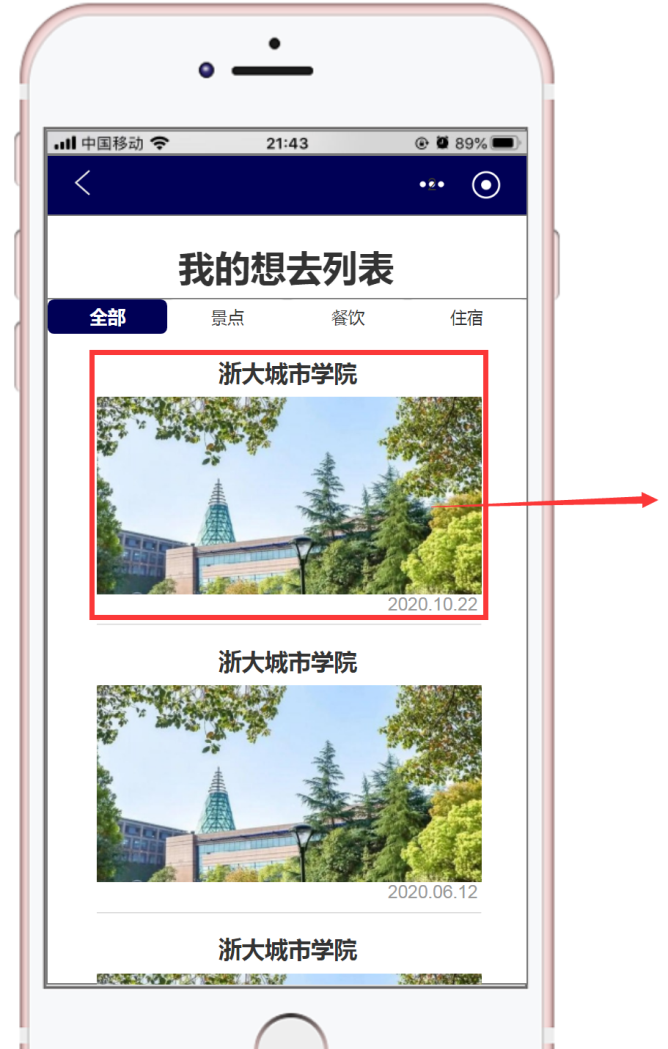 中国移动
21:43
89%
我的想去列表
全部 景点 餐饮 住宿
浙大城市学院
2020.10.22
浙大城市学院
2020.06.12
浙大城市学院